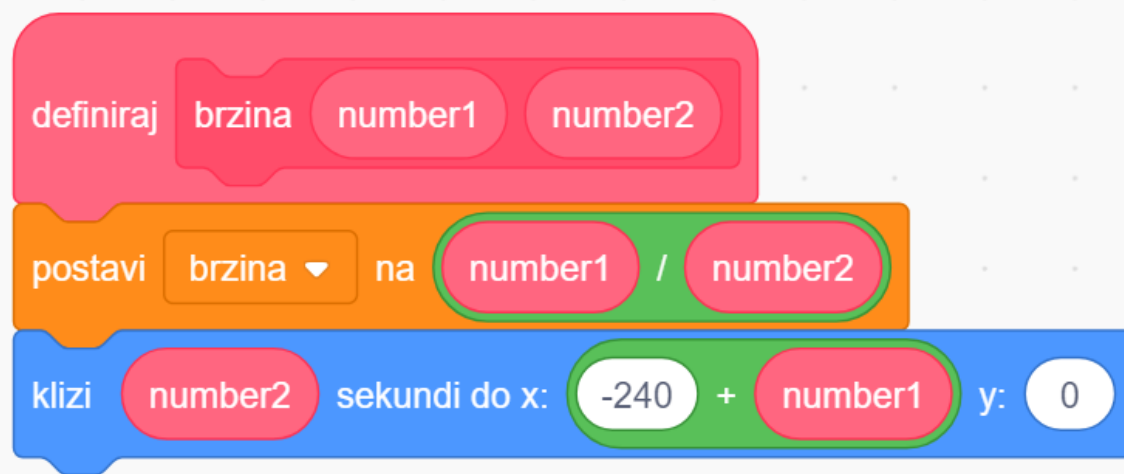 definiraj brzina number1 number2
postavi brzina na number1 / number2
klizi number2 sekundi do x: -240 + number1 y: 0